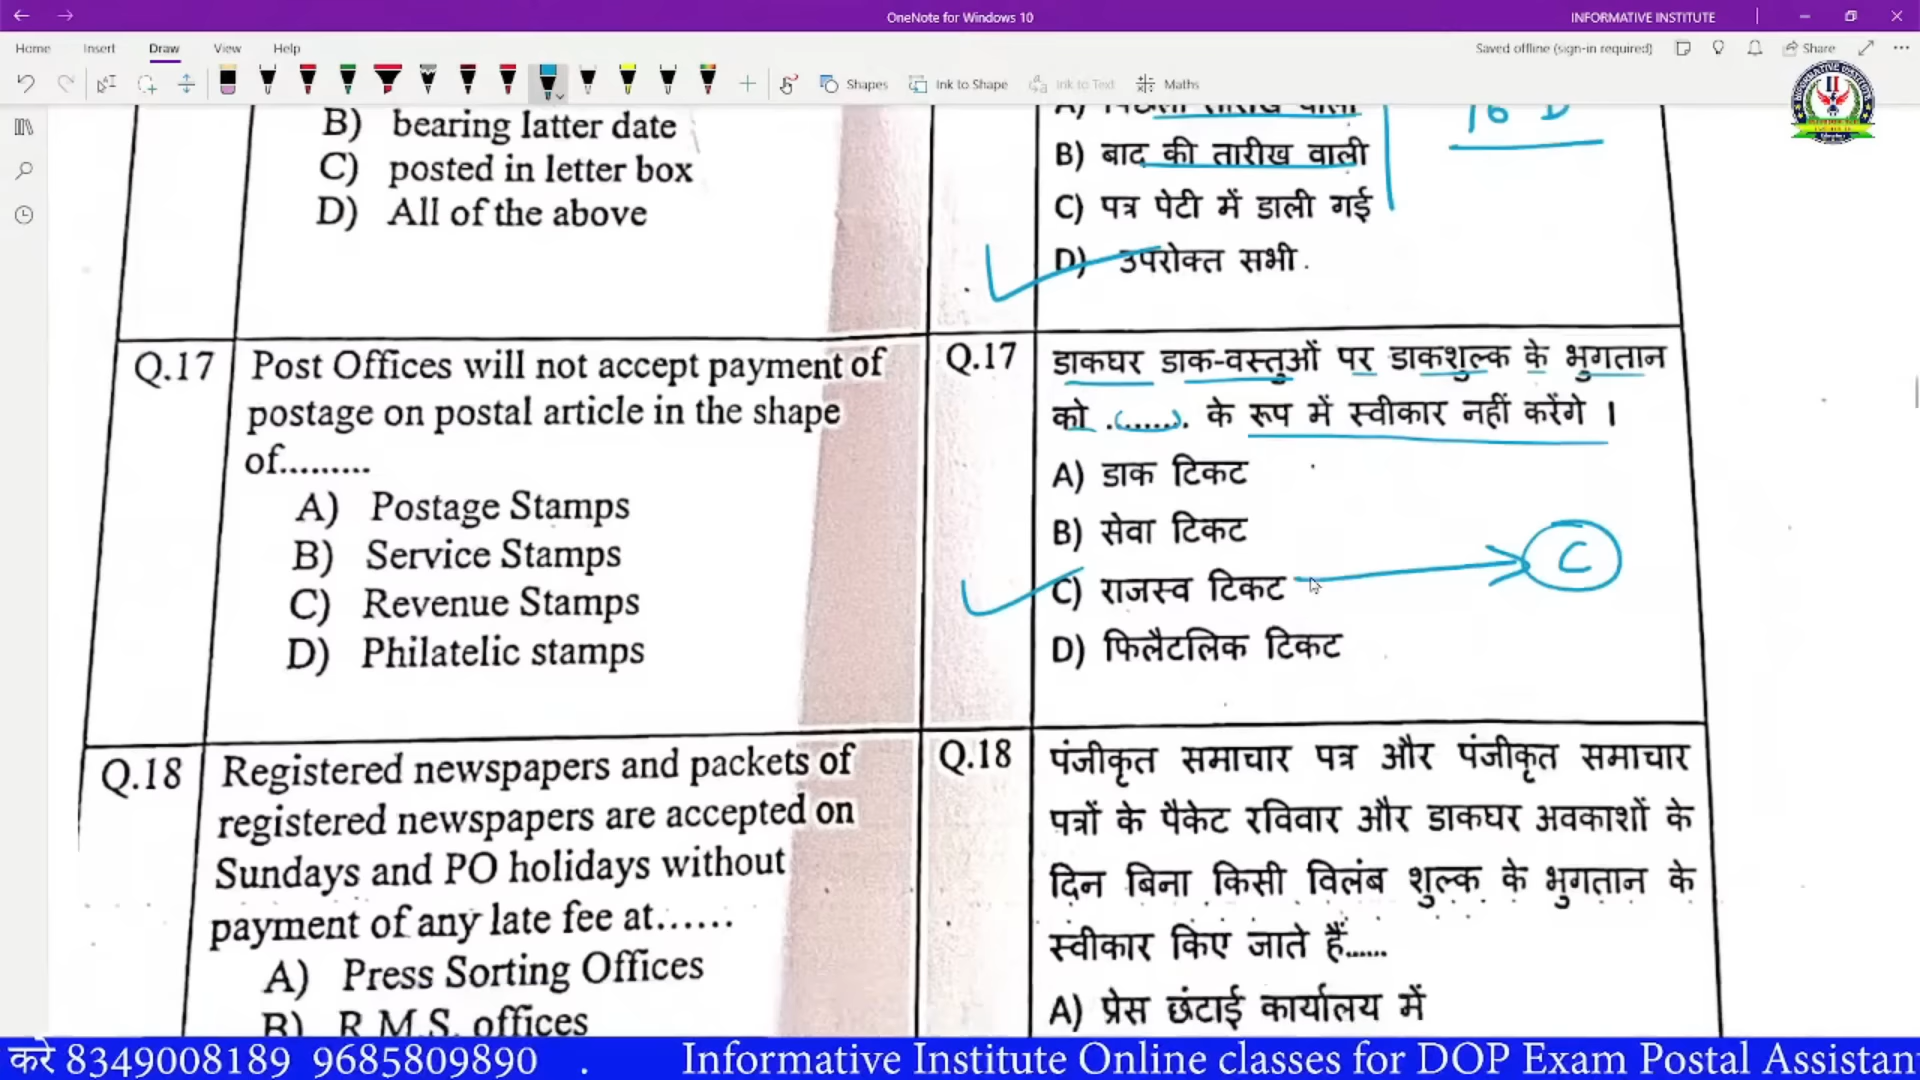 OneNote for Windows 10
INFORMATIVE INSTITUTE
Home Insert Draw View Help
Saved offline (sign-in required)
Share
Shapes
Ink to Shape
Ink to Text
Maths
B) bearing latter date
C) posted in letter box
D) All of the above
A) पिछली तारीख वाली
B) बाद की तारीख वाली
C) पत्र पेटी में डाली गई
D) उपरोक्त सभी.
16 D
Q.17
Post Offices will not accept payment of
postage on postal article in the shape
of.........
A) Postage Stamps
B) Service Stamps
C) Revenue Stamps
D) Philatelic stamps
Q.17
डाकघर डाक-वस्तुओं पर डाकशुल्क के भुगतान
को ......... के रूप में स्वीकार नहीं करेंगे ।
A) डाक टिकट
B) सेवा टिकट
C) राजस्व टिकट
C
D) फिलैटलिक टिकट
Q.18
Registered newspapers and packets of
registered newspapers are accepted on
Sundays and PO holidays without
payment of any late fee at......
A) Press Sorting Offices
B) R.M.S. offices
Q.18
पंजीकृत समाचार पत्र और पंजीकृत समाचार
पत्रों के पैकेट रविवार और डाकघर अवकाशों के
दिन बिना किसी विलंब शुल्क के भुगतान के
स्वीकार किए जाते हैं......
A) प्रेस छंटाई कार्यालय में
करे 8349008189 9685809890 . Informative Institute Online classes for DOP Exam Postal Assistan